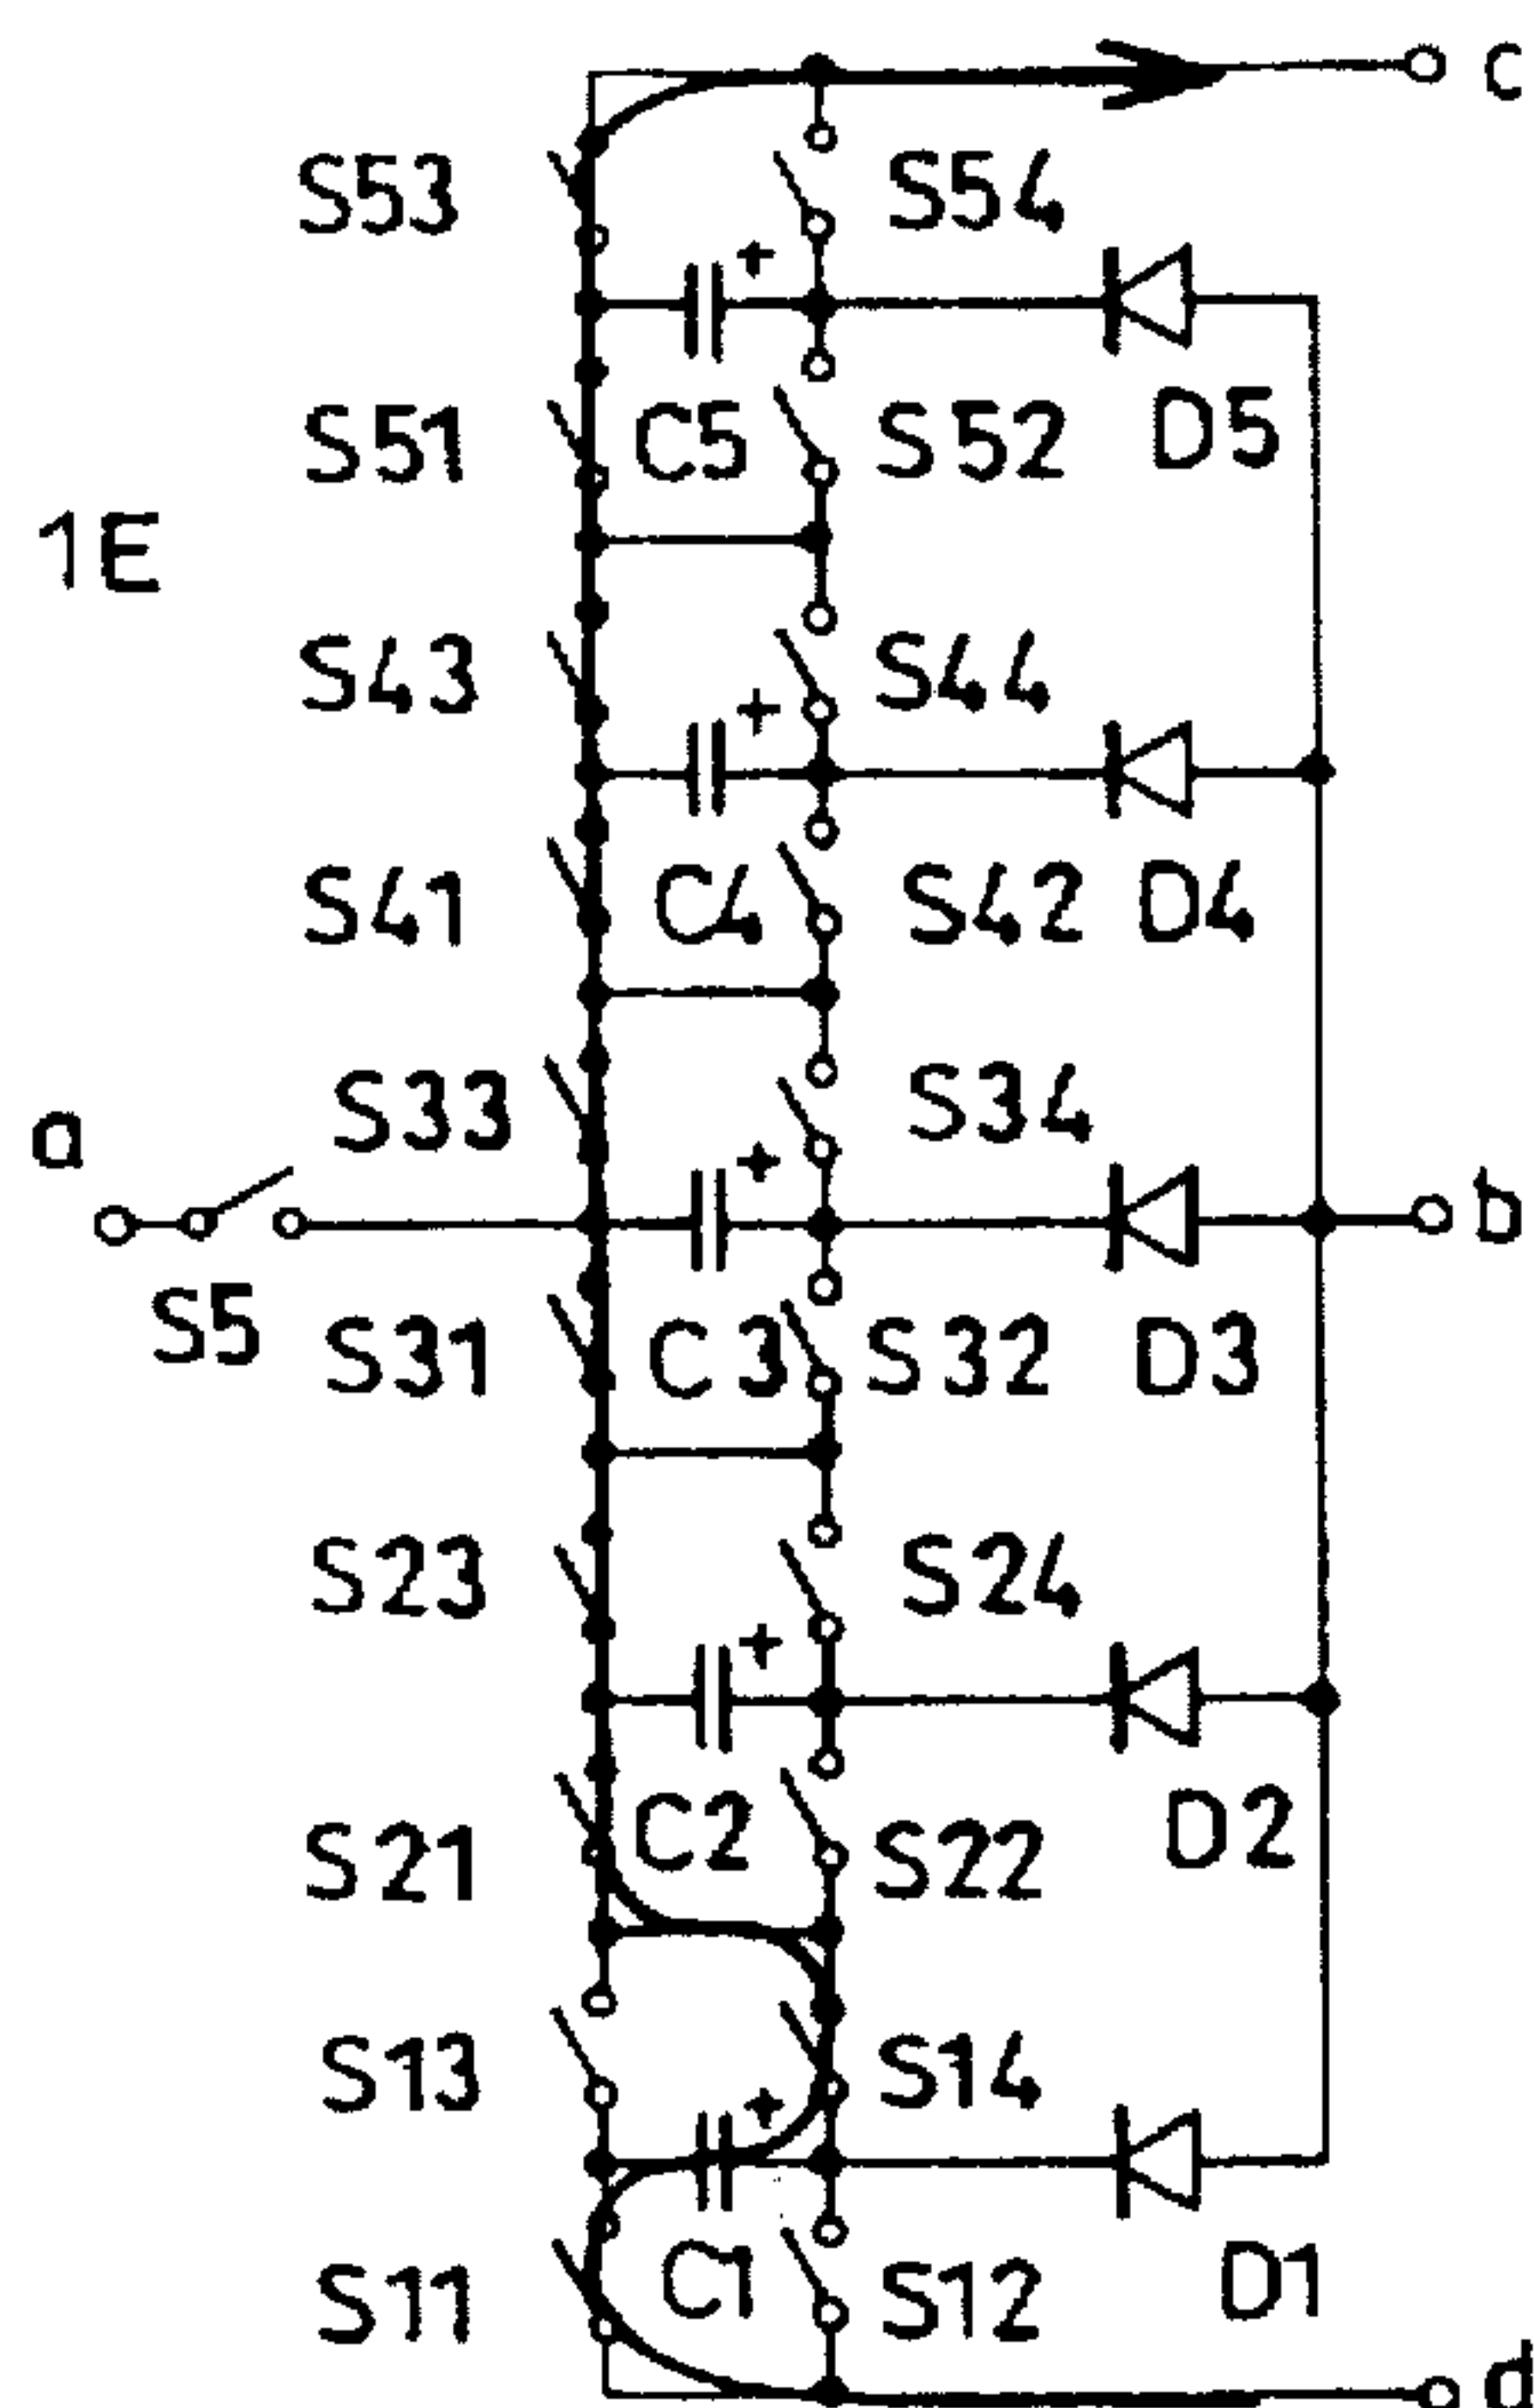 c
S53 S54
+
S51 C5 S52 D5
1E
S43 S44
+
S41 C4 S42 D4
S33 S34
a
+
b
S5 S31 C3 S32 D3
S23 S24
+
S21 C2 S22 D2
S13 S14
+
S11 C1 S12 D1
d